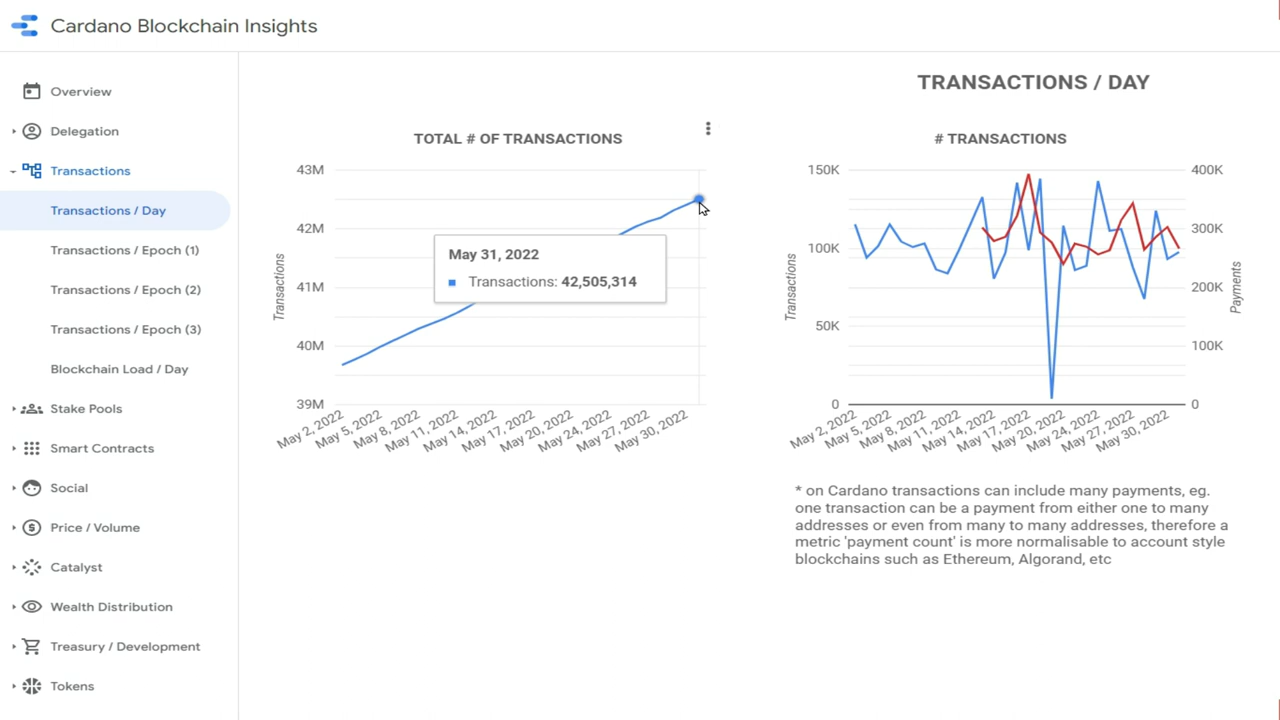 Cardano Blockchain Insights
Overview
Delegation
Transactions
Transactions / Day
Transactions / Epoch (1)
Transactions / Epoch (2)
Transactions / Epoch (3)
Blockchain Load / Day
Stake Pools
Smart Contracts
Social
Price / Volume
Catalyst
Wealth Distribution
Treasury / Development
Tokens
TRANSACTIONS / DAY
TOTAL # OF TRANSACTIONS
43M
42M
41M
40M
39M
Transactions
May 31, 2022
Transactions: 42,505,314
May 2, 2022
May 5, 2022
May 8, 2022
May 11, 2022
May 14, 2022
May 17, 2022
May 20, 2022
May 24, 2022
May 27, 2022
May 30, 2022
# TRANSACTIONS
150K
100K
50K
0
Transactions
400K
300K
200K
100K
0
Payments
May 2, 2022
May 5, 2022
May 8, 2022
May 11, 2022
May 14, 2022
May 17, 2022
May 20, 2022
May 24, 2022
May 27, 2022
May 30, 2022
* on Cardano transactions can include many payments, eg.
one transaction can be a payment from either one to many
addresses or even from many to many addresses, therefore a
metric 'payment count' is more normalisable to account style
blockchains such as Ethereum, Algorand, etc